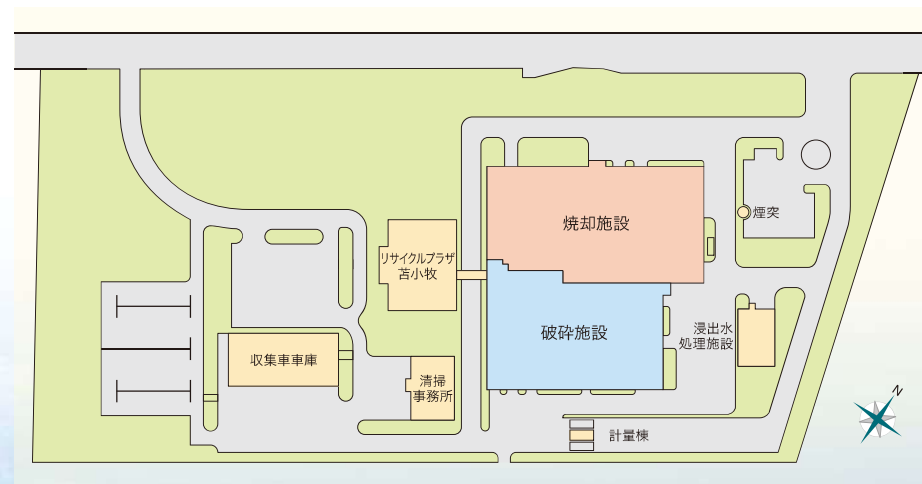 焼却施設
煙突
リサイクルプラザ
苫小牧
破砕施設
浸出水
処理施設
収集車車庫
清掃
事務所
計量棟
N